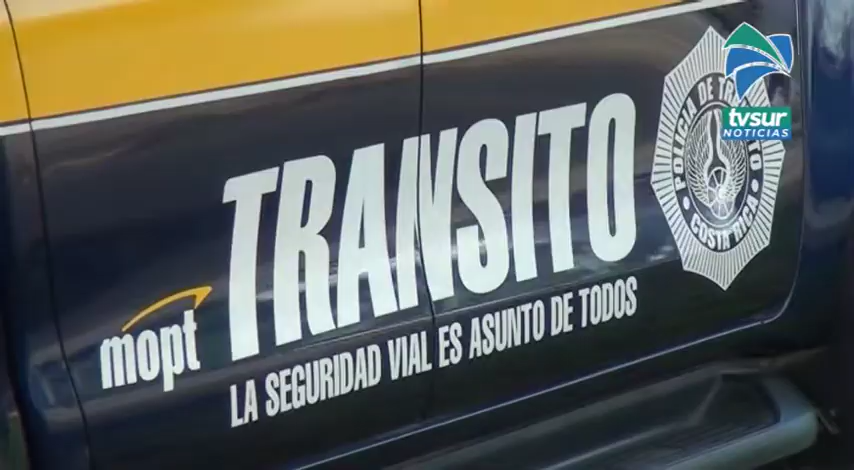 tvsur
NOTICIAS
POLICIA DE TRANSITO
COSTA RICA
TRANSITO
mopt
LA SEGURIDAD VIAL ES ASUNTO DE TODOS